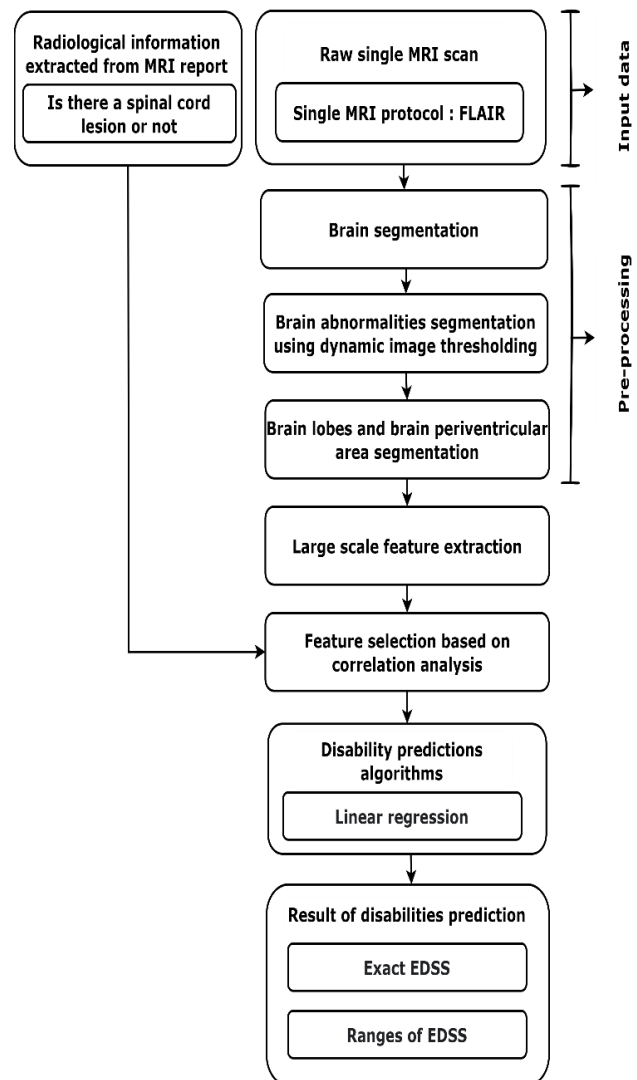 Radiological information
extracted from MRI report
Is there a spinal cord
lesion or not
Raw single MRI scan
Single MRI protocol : FLAIR
Input data
Brain segmentation
Brain abnormalities segmentation
using dynamic image thresholding
Brain lobes and brain periventricular
area segmentation
Pre-processing
Large scale feature extraction
Feature selection based on
correlation analysis
Disability predictions
algorithms
Linear regression
Result of disabilities prediction
Exact EDSS
Ranges of EDSS